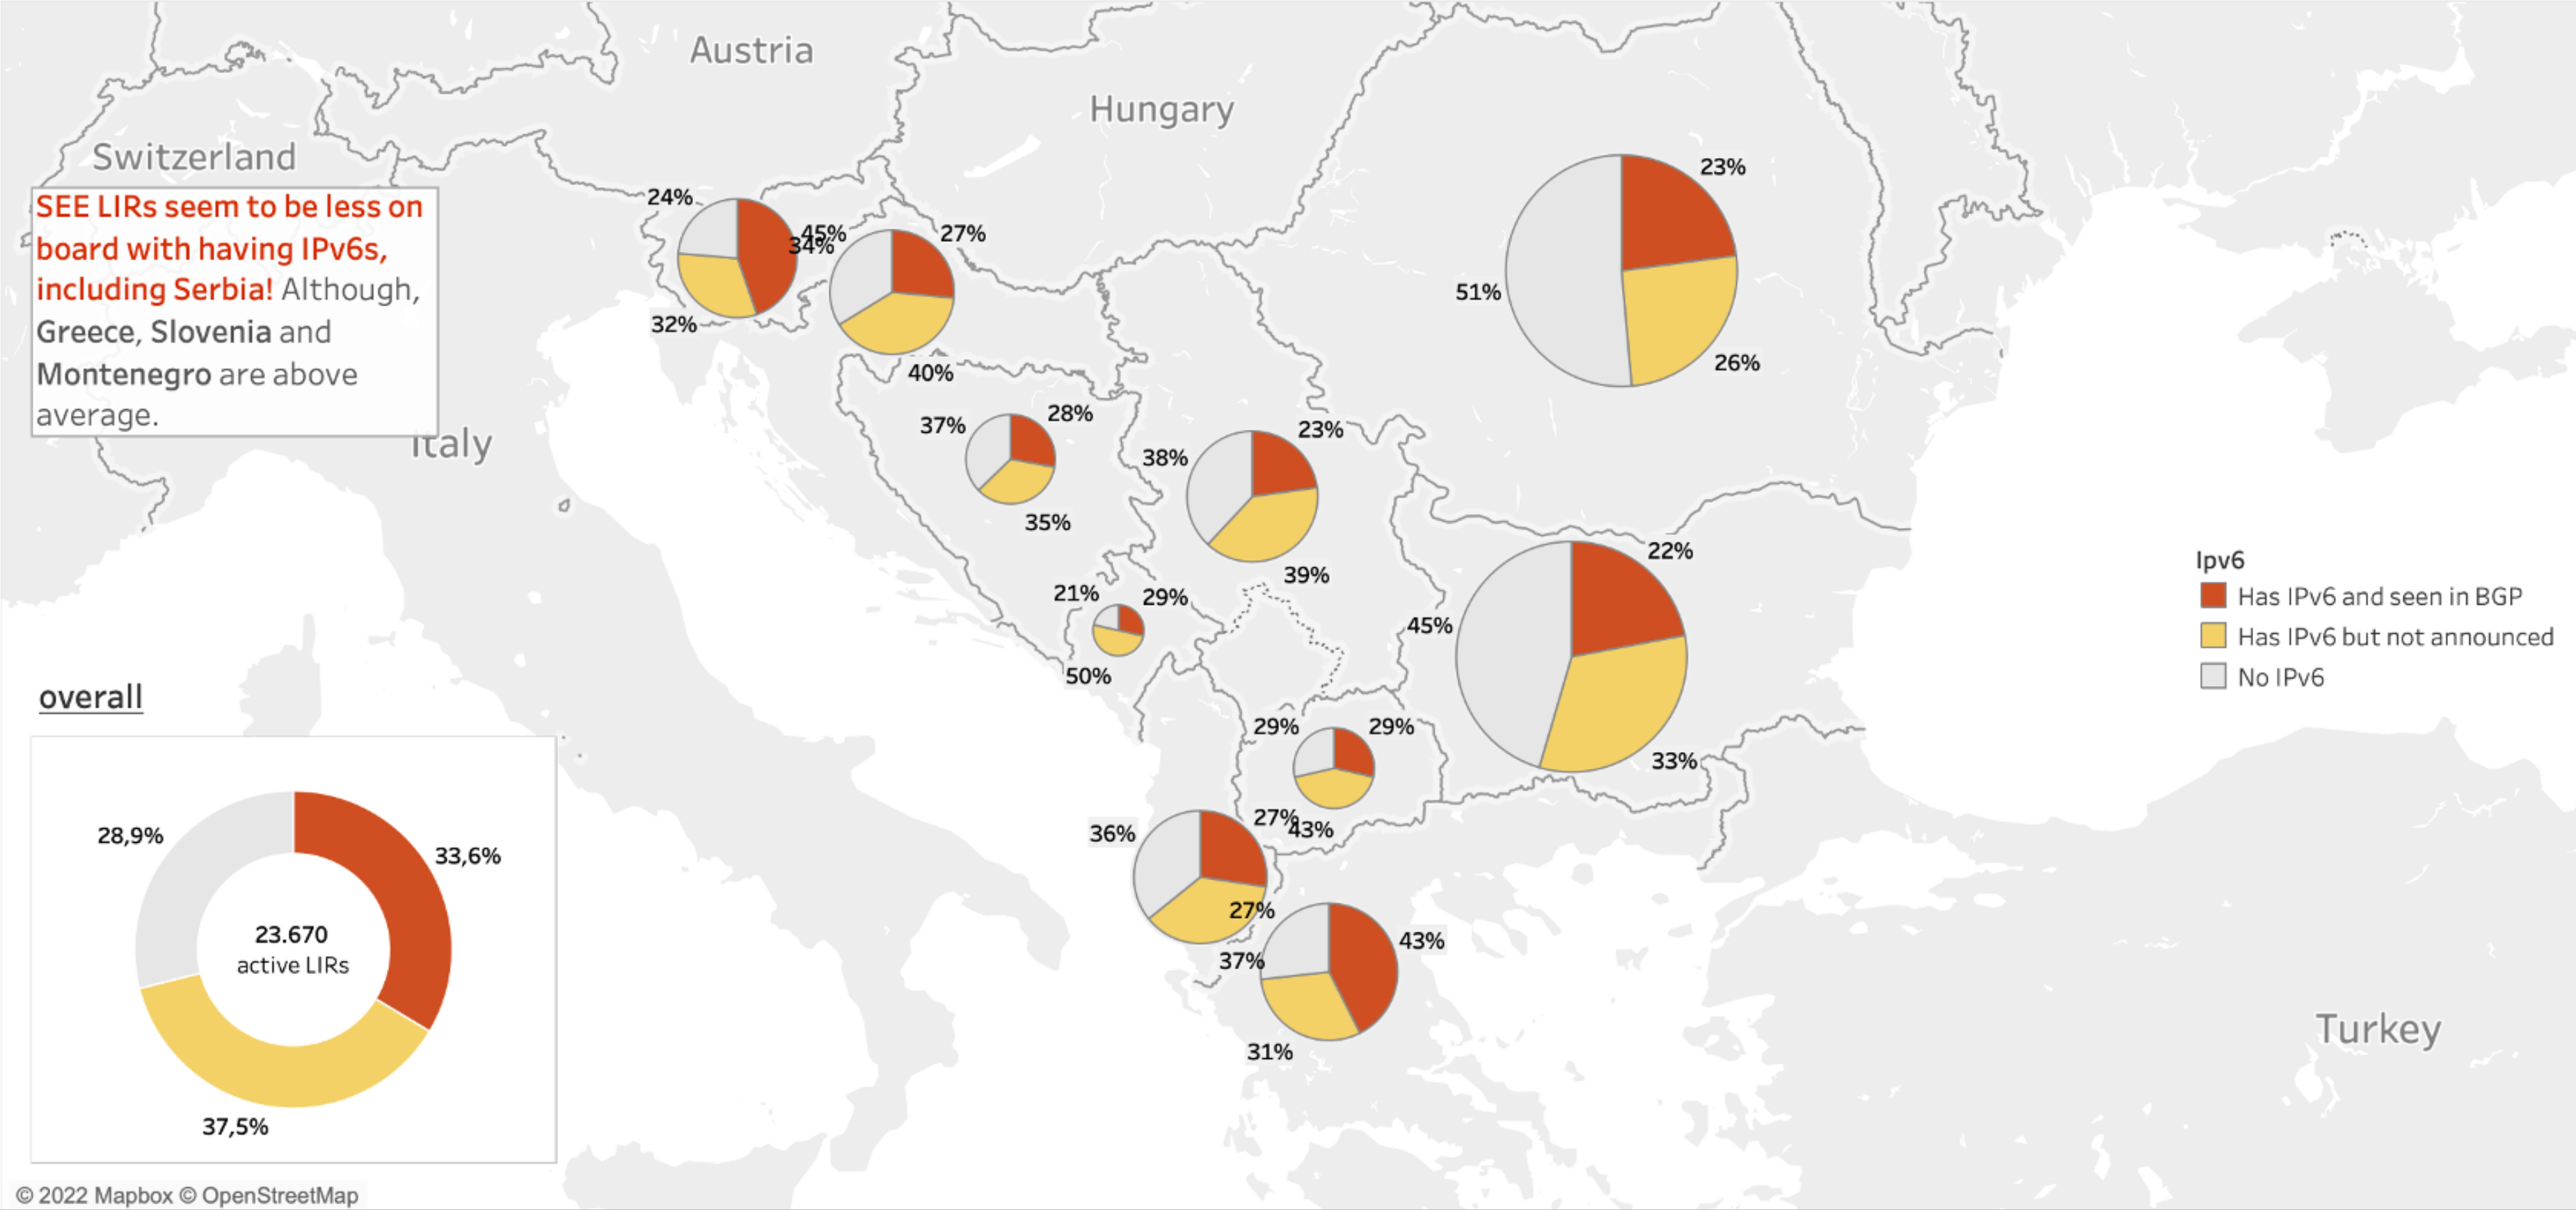 Austria
Hungary
Switzerland
SEE LIRs seem to be less on
board with having IPv6s,
including Serbia! Although,
Greece, Slovenia and
Montenegro are above
average.
Italy
24%
45%
32%
34%
27%
40%
23%
51%
26%
37%
28%
35%
38%
23%
39%
21%
29%
50%
22%
45%
33%
29%
29%
43%
36%
27%
37%
27%
43%
31%
Ipv6
Has IPv6 and seen in BGP
Has IPv6 but not announced
No IPv6
overall
28,9%
33,6%
23.670
active LIRs
37,5%
Turkey
© 2022 Mapbox © OpenStreetMap